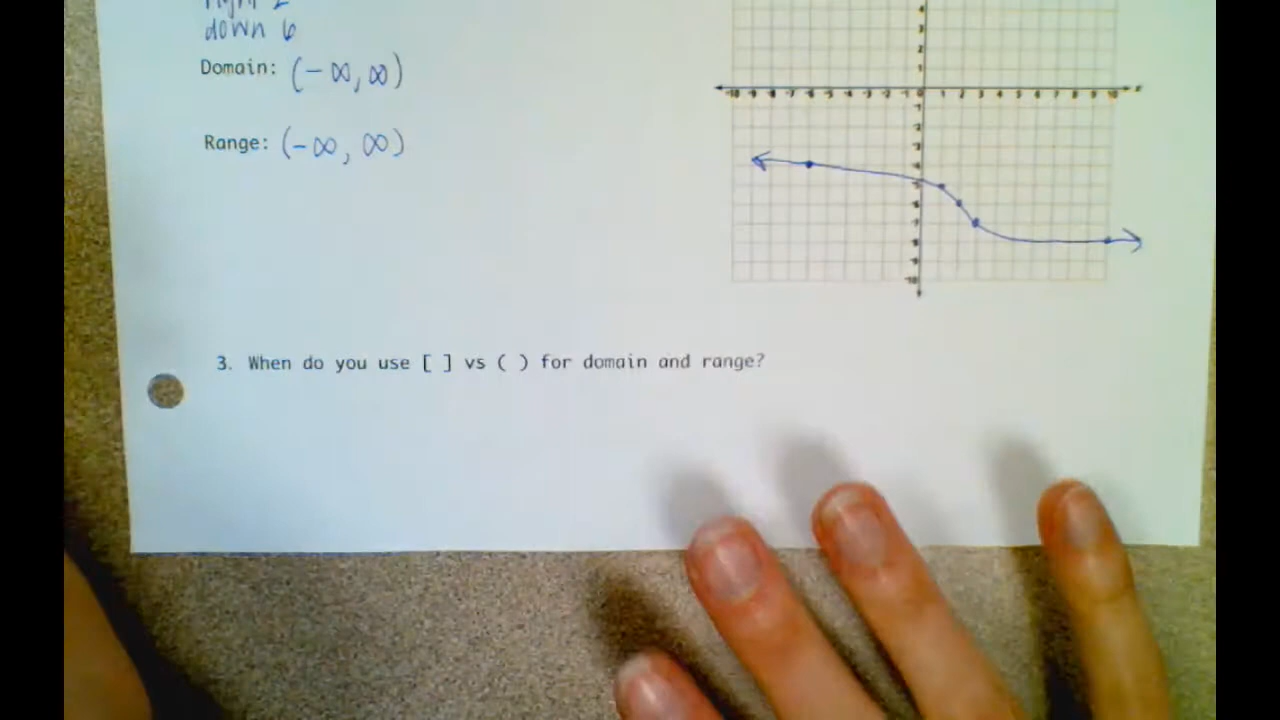 down 6
Domain: (-∞, ∞)
Range: (-∞, ∞)
3. When do you use [ ] vs ( ) for domain and range?